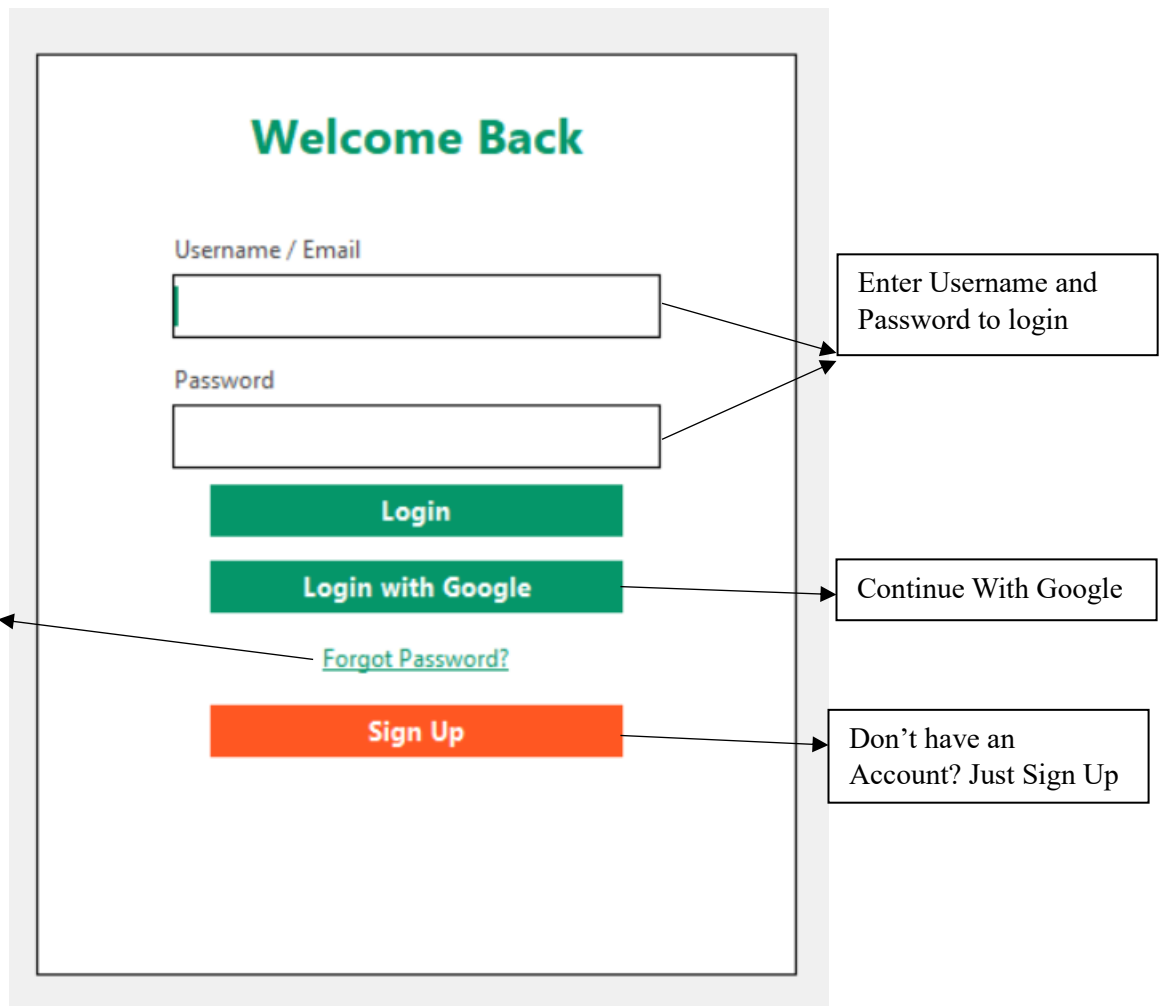 Welcome Back
Username / Email
Enter Username and
Password to login
Password
Login
Login with Google
Continue With Google
Forgot Password?
Sign Up
Don’t have an
Account? Just Sign Up